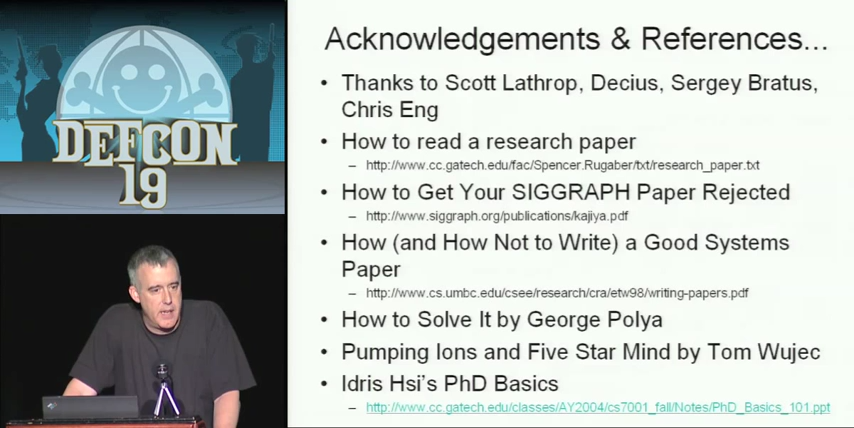 DEFCON
19
Acknowledgements & References...
• Thanks to Scott Lathrop, Decius, Sergey Bratus,
Chris Eng
• How to read a research paper
– http://www.cc.gatech.edu/fac/Spencer.Rugaber/txt/research_paper.txt
• How to Get Your SIGGRAPH Paper Rejected
– http://www.siggraph.org/publications/kajiya.pdf
• How (and How Not to Write) a Good Systems
Paper
– http://www.cs.umbc.edu/csee/research/cra/etw98/writing-papers.pdf
• How to Solve It by George Polya
• Pumping Ions and Five Star Mind by Tom Wujec
• Idris Hsi's PhD Basics
– http://www.cc.gatech.edu/classes/AY2004/cs7001_fall/Notes/PhD_Basics_101.ppt